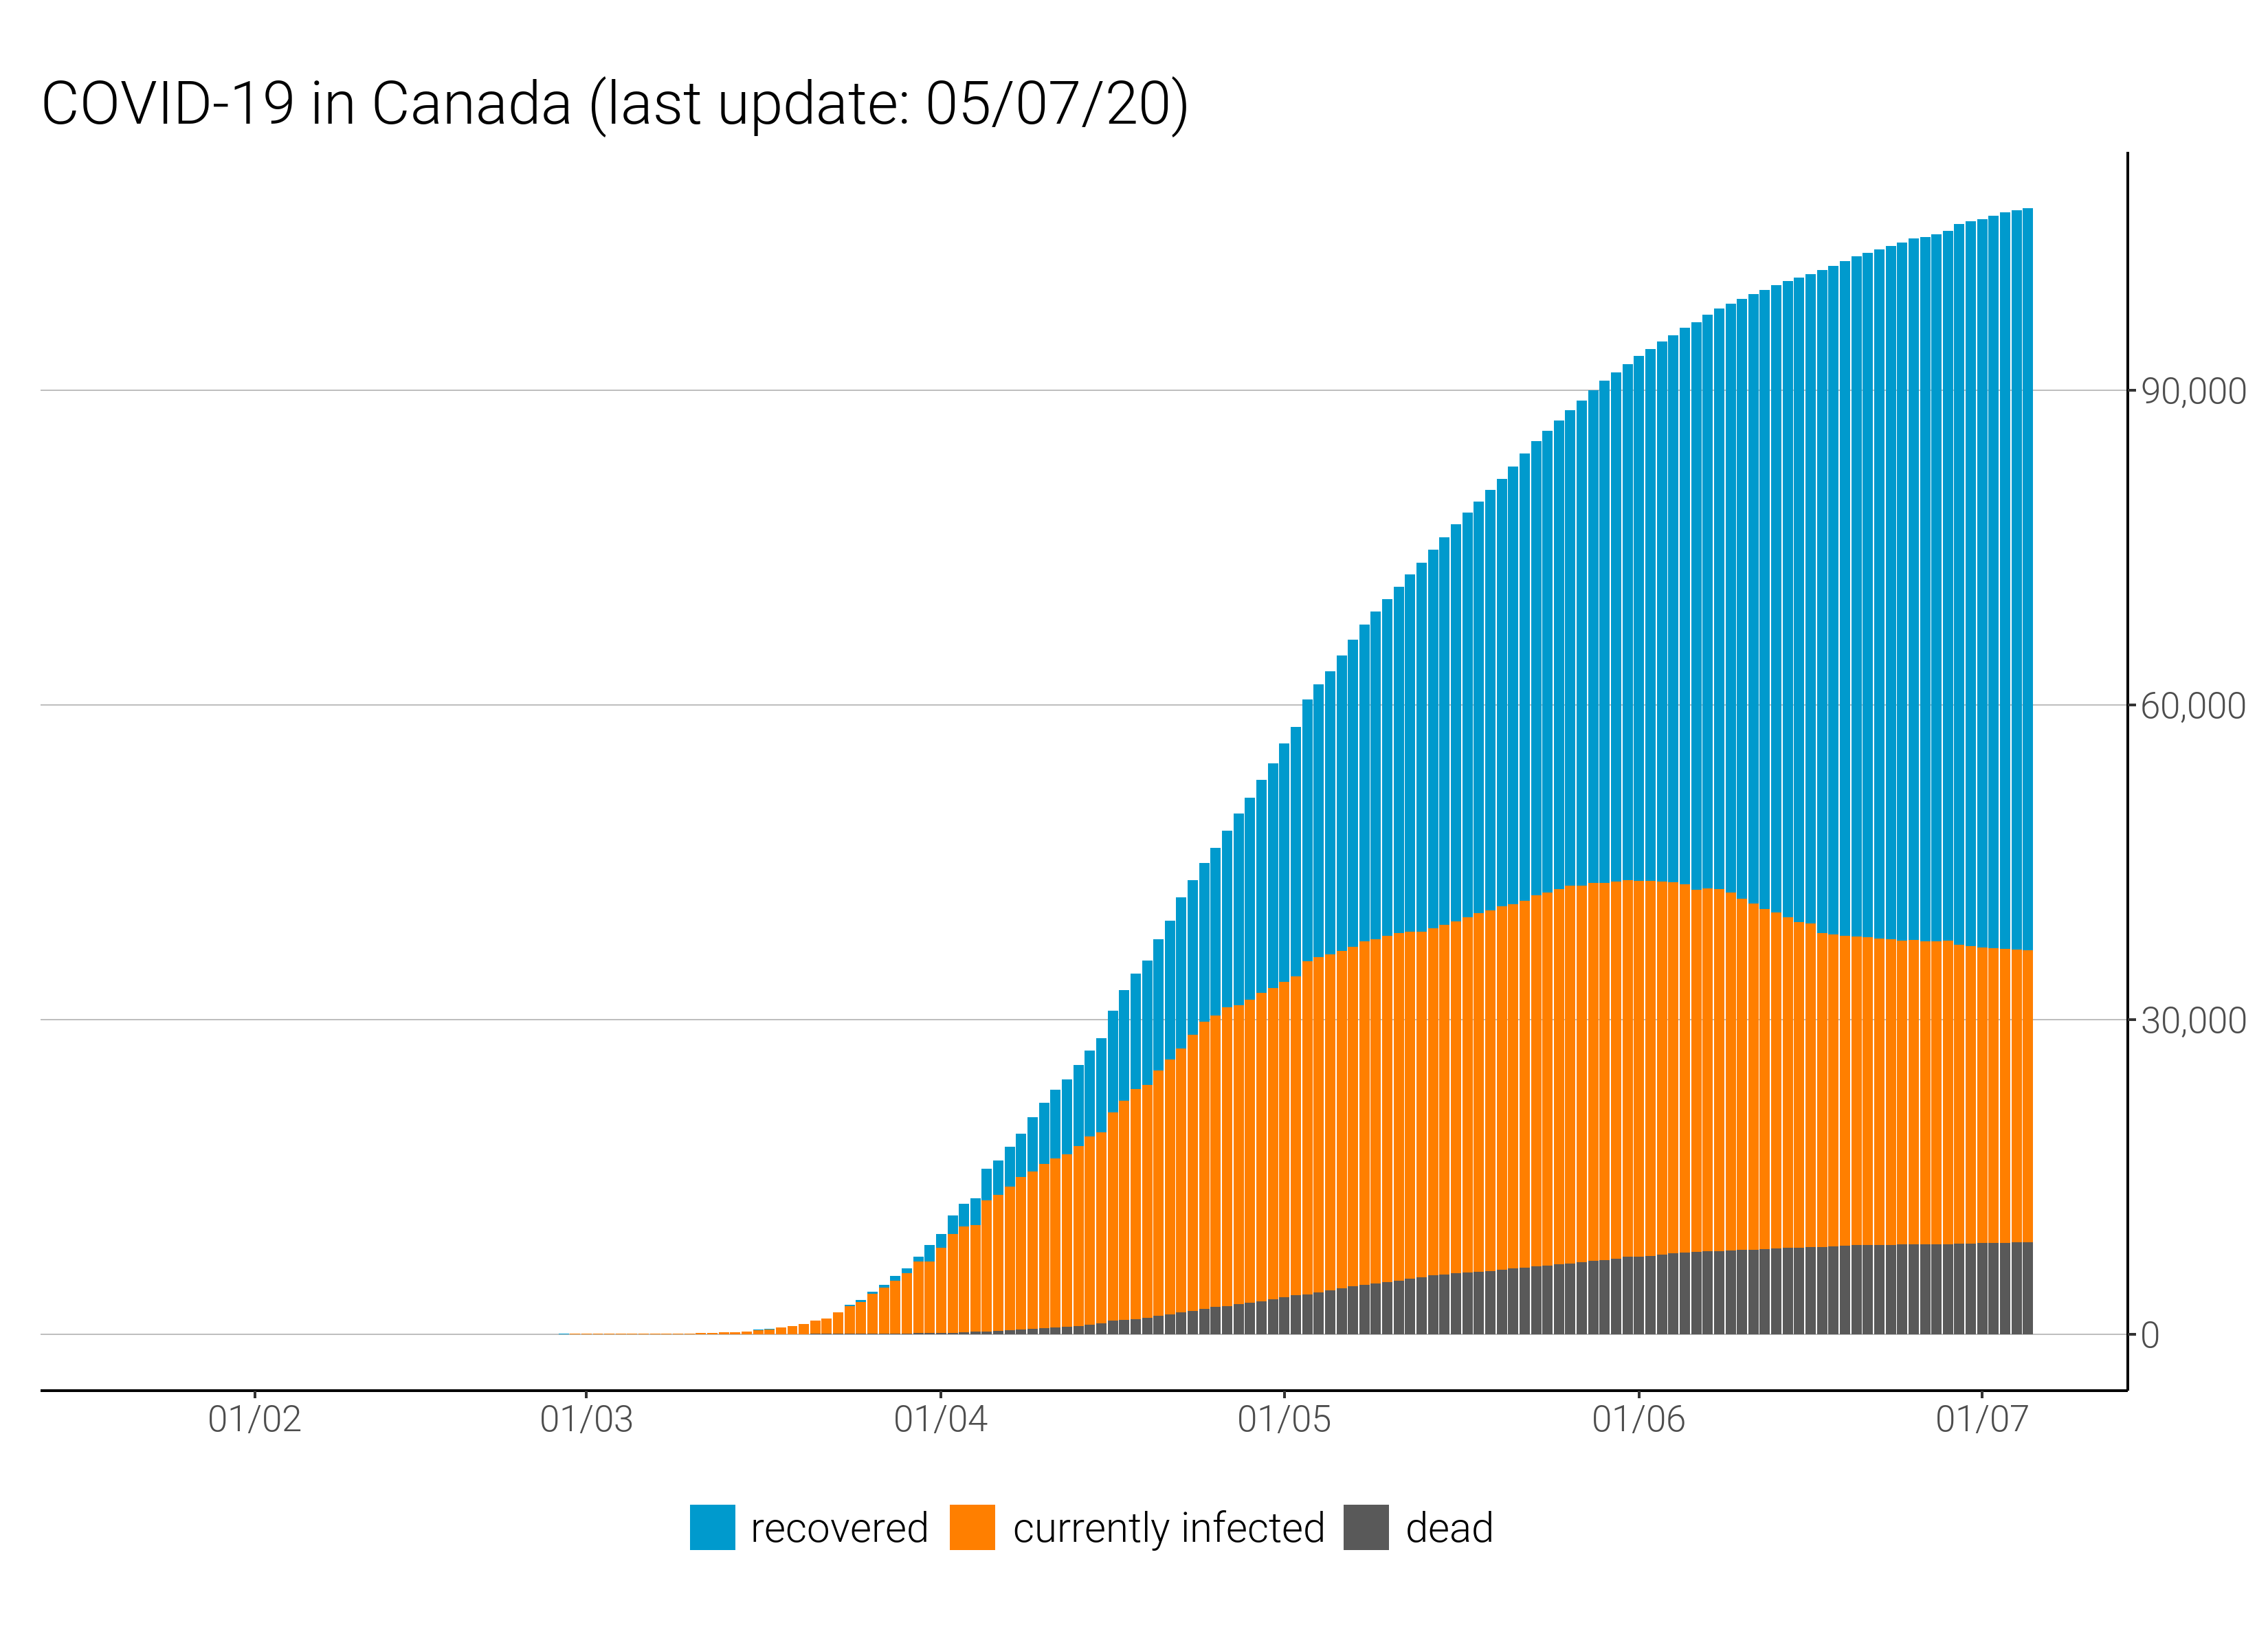 COVID-19 in Canada (last update: 05/07/20)
90,000
60,000
30,000
0
01/02 01/03 01/04 01/05 01/06 01/07
recovered currently infected dead